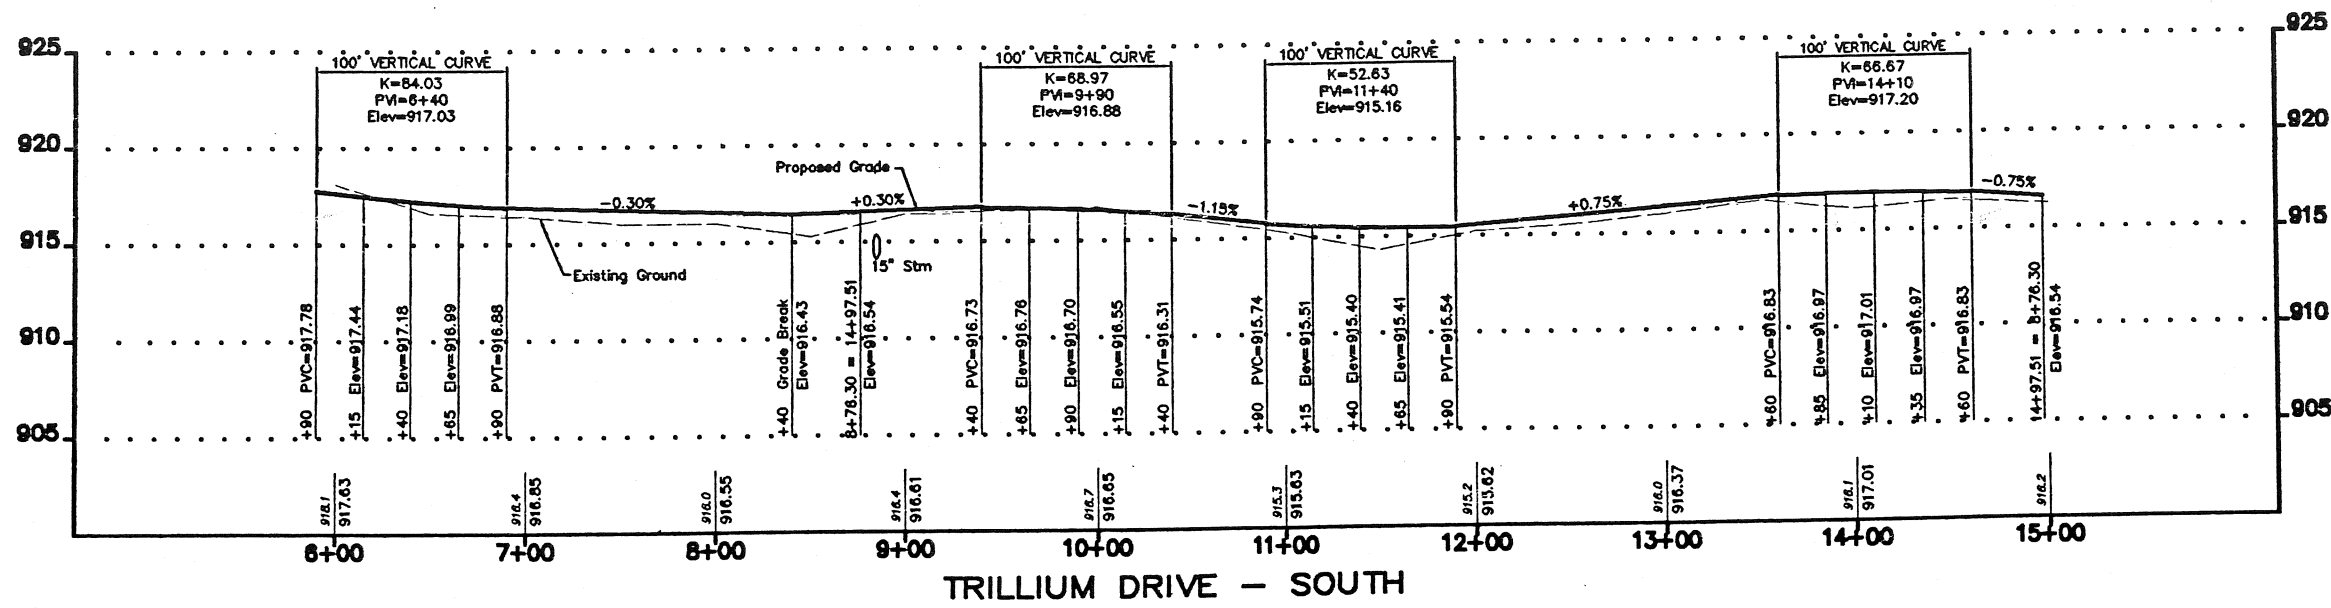 925
920
915
910
905
925
920
915
910
905
100' VERTICAL CURVE
K=84.03
PVI=6+40
Elev=917.03
100' VERTICAL CURVE
K=68.97
PVI=9+90
Elev=916.88
100' VERTICAL CURVE
K=52.63
PVI=11+40
Elev=915.16
100' VERTICAL CURVE
K=66.67
PVI=14+10
Elev=917.20
Proposed Grade
-0.30%
+0.30%
-1.15%
+0.75%
-0.75%
Existing Ground
15" Stm
+90 PVC=917.78
+15 Elev=917.44
+40 Elev=917.18
+65 Elev=916.99
+90 PVT=916.88
+40 Grade Break
Elev=916.43
8+76.30 = 14+97.51
Elev=916.54
+40 PVC=916.73
+65 Elev=916.76
+90 Elev=916.70
+15 Elev=916.55
+40 PVT=916.31
+90 PVC=915.74
+15 Elev=915.51
+40 Elev=915.40
+65 Elev=915.41
+90 PVT=915.54
+60 PVC=916.83
+85 Elev=916.97
+10 Elev=917.01
+35 Elev=916.97
+60 PVT=916.83
14+97.51 = 8+76.30
Elev=916.54
918.1
917.63
916.4
916.85
916.0
916.55
916.4
916.61
916.7
916.65
915.3
915.63
915.2
915.62
916.0
916.37
916.1
917.01
916.2
6+00
7+00
8+00
9+00
10+00
11+00
12+00
13+00
14+00
15+00
TRILLIUM DRIVE - SOUTH